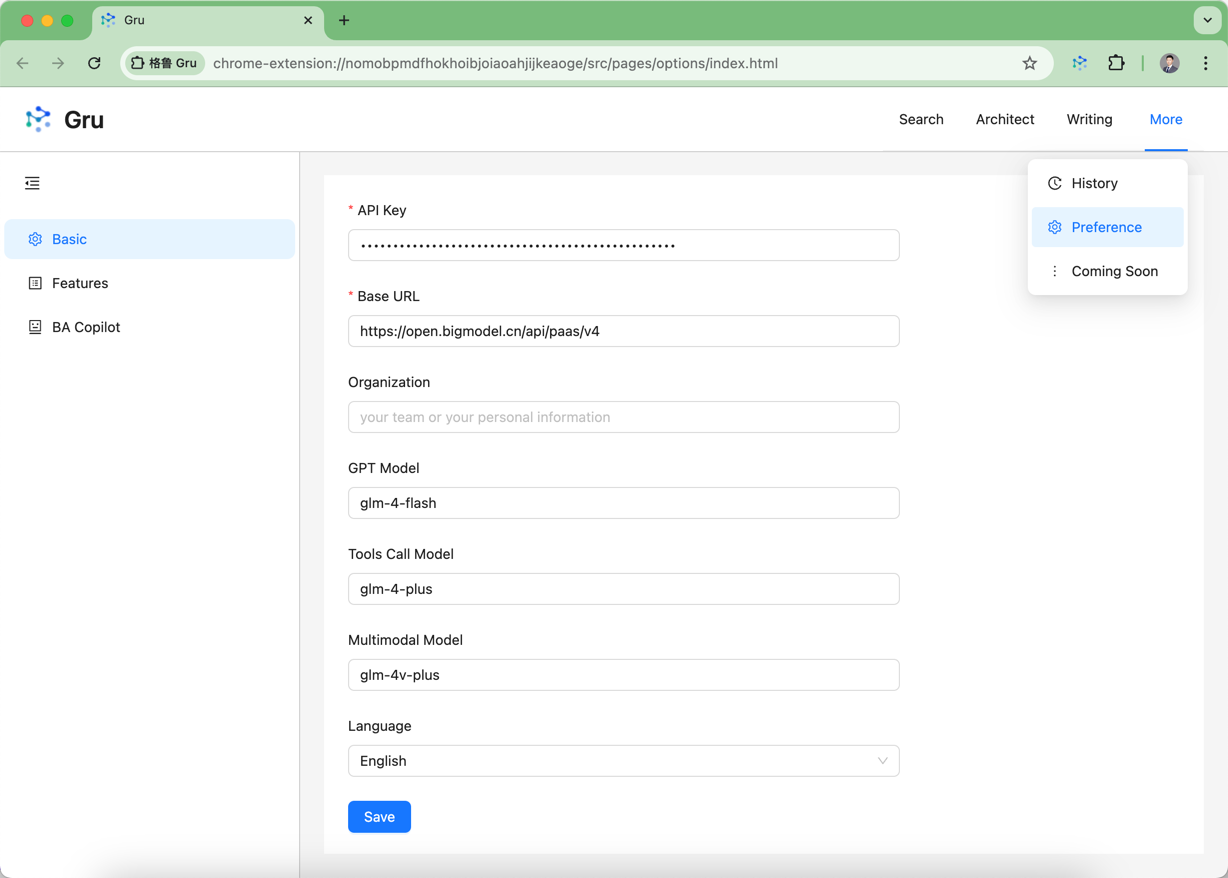 Gru
格鲁 Gru
chrome-extension://nomobpmdfhokhoibjoiaoahjijkeaoge/src/pages/options/index.html
Gru
Search
Architect
Writing
More
History
Preference
Coming Soon
Basic
Features
BA Copilot
* API Key
••••••••••••••••••••••••••••••••••••••••••••••••
* Base URL
https://open.bigmodel.cn/api/paas/v4
Organization
your team or your personal information
GPT Model
glm-4-flash
Tools Call Model
glm-4-plus
Multimodal Model
glm-4v-plus
Language
English
Save